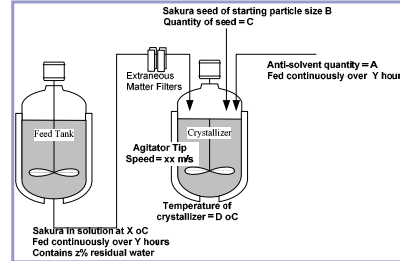 Sakura seed of starting particle size B
Quantity of seed = C
Anti-solvent quantity = A
Fed continuously over Y hours
Extraneous
Matter Filters
Feed Tank
Crystallizer
Agitator Tip
Speed = xx m/s
Temperature of
crystallizer = D oC
Sakura in solution at X oC
Fed continuously over Y hours
Contains z% residual water